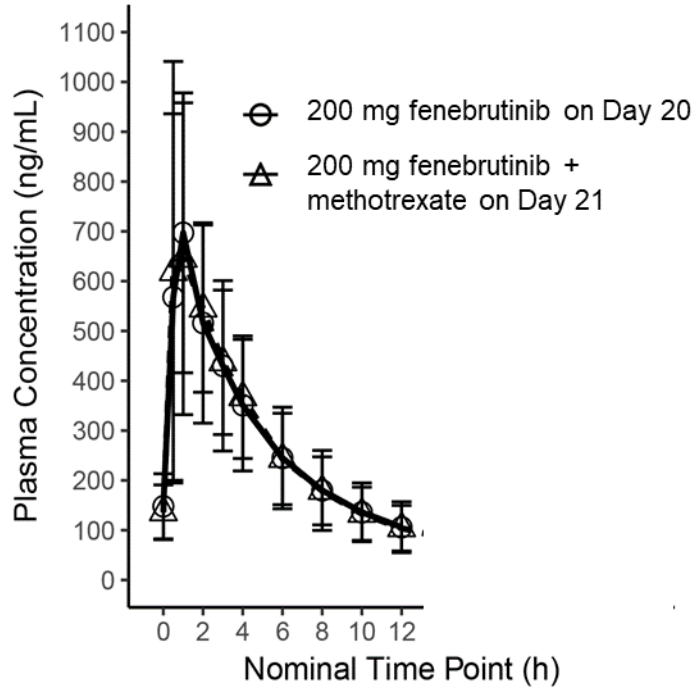 1100
1000
900
800
700
600
500
400
300
200
100
0
Plasma Concentration (ng/mL)
200 mg fenebrutinib on Day 20
200 mg fenebrutinib +
methotrexate on Day 21
0 2 4 6 8 10 12
Nominal Time Point (h)